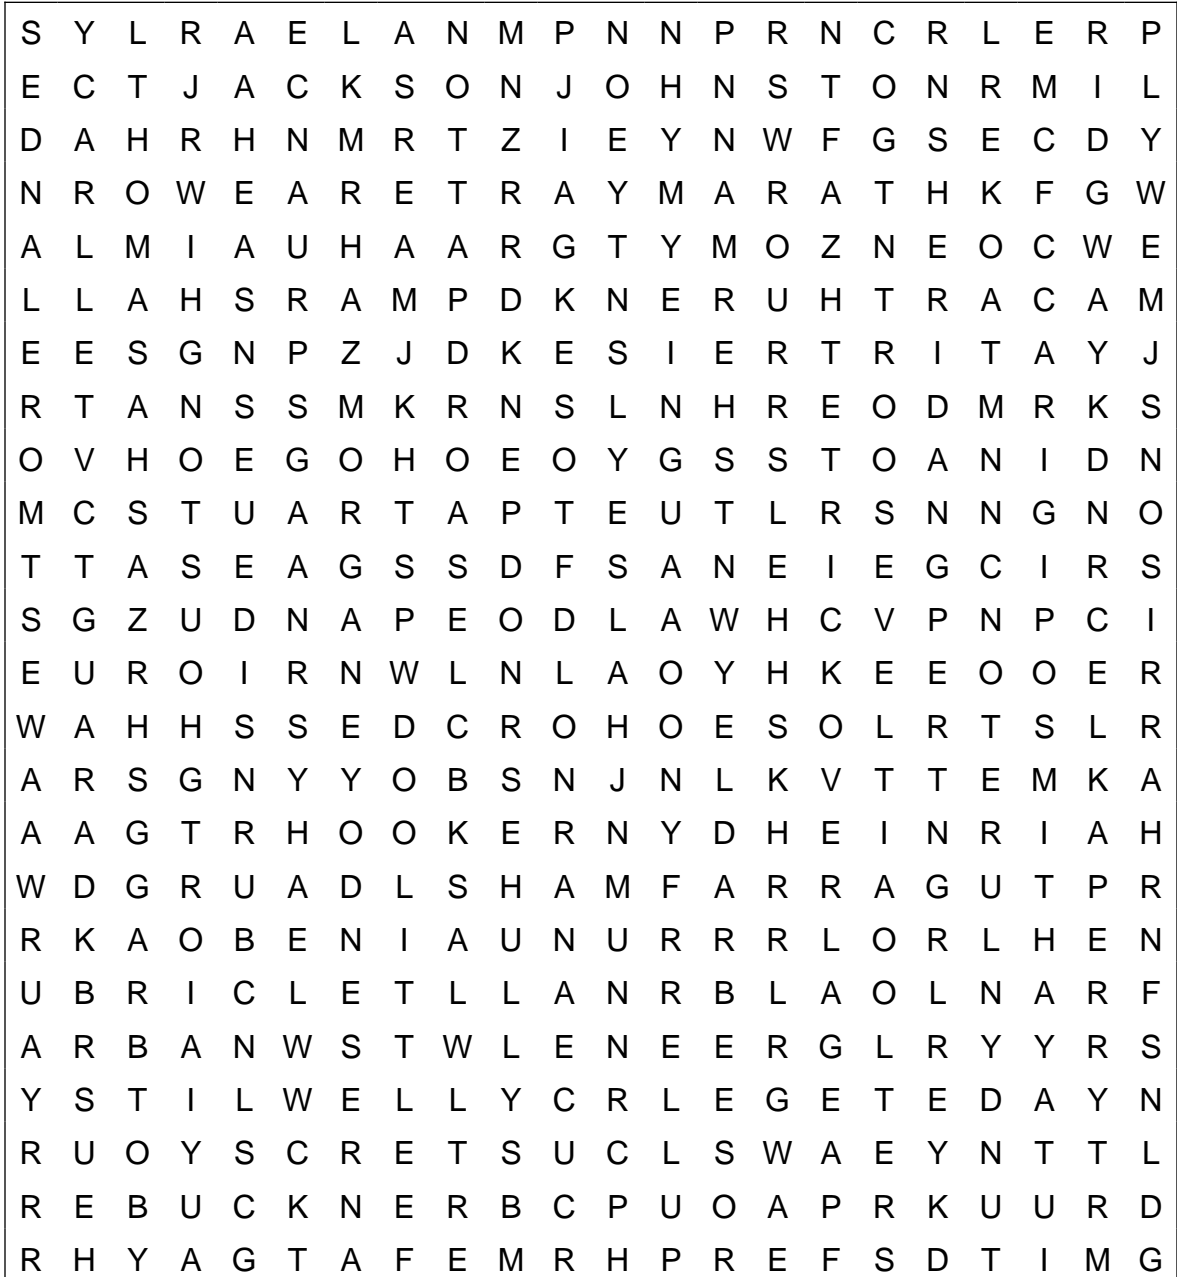 S Y L R A E L A N M P N N P R N C R L E R P
E C T J A C K S O N J O H N S T O N R M I L
D A H R H N M R T Z I E Y N W F G S E C D Y
N R O W E A R E T R A Y M A R A T H K F G W
A L M I A U H A A R G T Y M O Z N E O C W E
L L A H S R A M P D K N E R U H T R A C A M
E E S G N P Z J D K E S I E R T R I T A Y J
R T A N S S M K R N S L N H R E O D M R K S
O V H O E G O H O E O Y G S S T O A N I D N
M C S T U A R T A P T E U T L R S N N G N O
T T A S E A G S S D F S A N E I E G C I R S
S G Z U D N A P E O D L A W H C V P N P C I
E U R O I R N W L N L A O Y H K E E O O E R
W A H H S S E D C R O H O E S O L R T S L R
A R S G N Y Y O B S N J N L K V T T E M K A
A A G T R H O O K E R N Y D H E I N R I A H
W D G R U A D L S H A M F A R R A G U T P R
R K A O B E N I A U N U R R R L O R L H E N
U B R I C L E T L L A N R B L A O L N A R F
A R B A N W S T W L E N E E R G L R Y Y R S
Y S T I L W E L L Y C R L E G E T E D A Y N
R U O Y S C R E T S U C L S W A E Y N T T L
R E B U C K N E R B C P U O A P R K U U R D
R H Y A G T A F E M R H P R E F S D T I M G